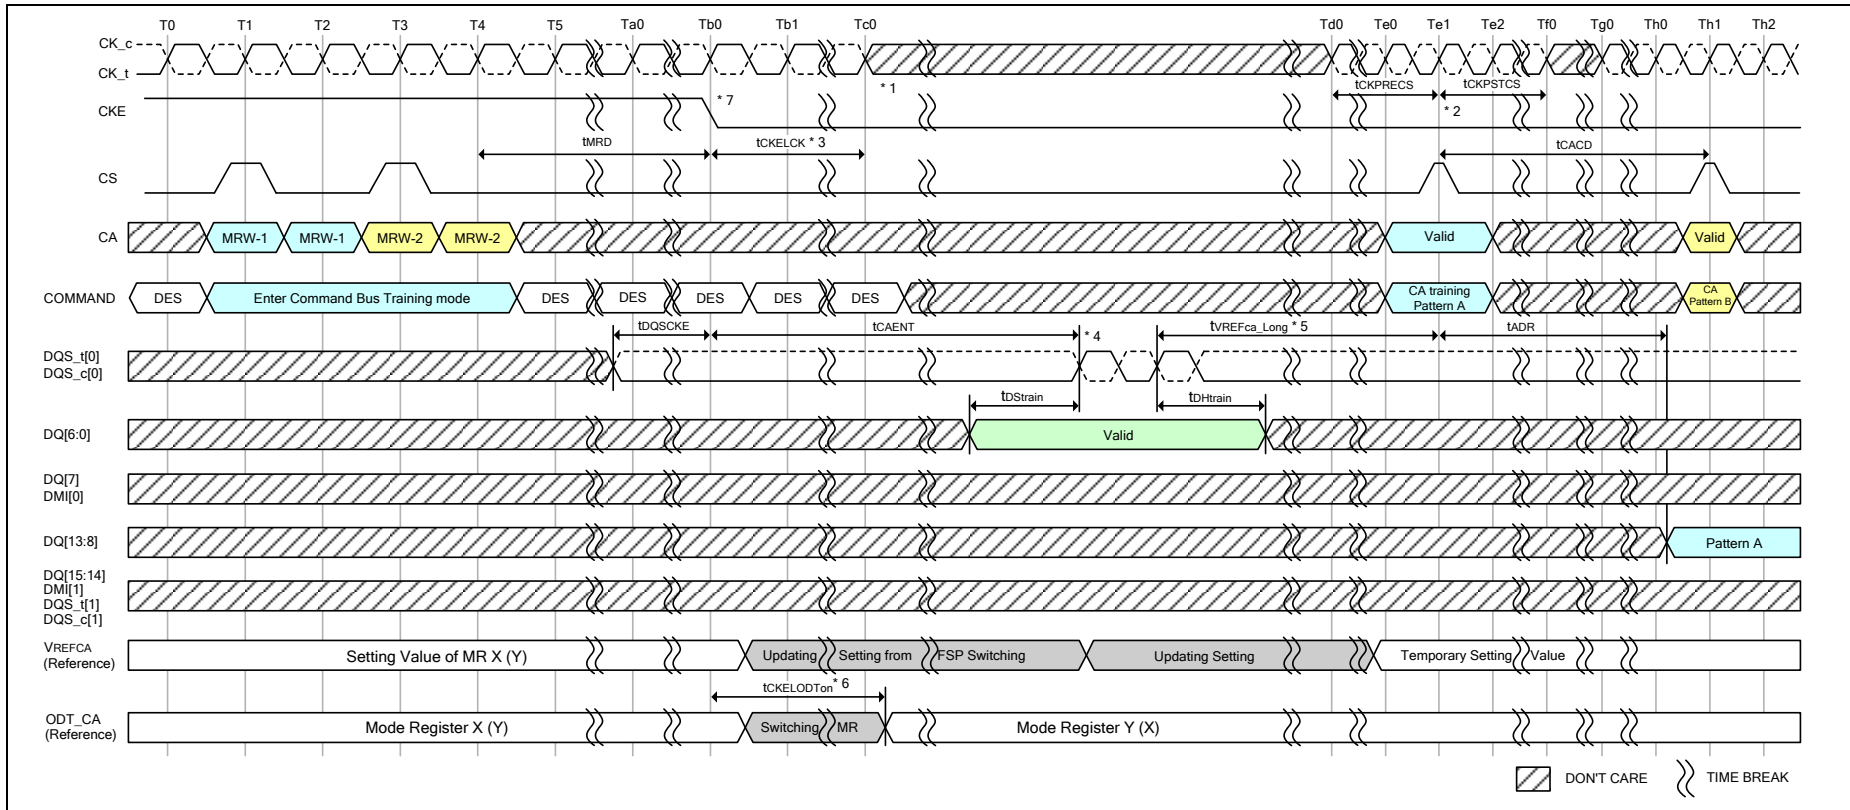 T0 T1 T2 T3 T4 T5 Ta0 Tb0 Tb1 Tc0 Td0 Te0 Te1 Te2 Tf0 Tg0 Th0 Th1 Th2
CK_c
CK_t
* 1
tCKPRECS tCKPSTCS
CKE
* 7
* 2
tMRD tCKELCK * 3 tCACD
CS
CA MRW-1 MRW-1 MRW-2 MRW-2 Valid Valid
COMMAND DES Enter Command Bus Training mode DES DES DES DES DES CA training Pattern A CA Pattern B
tDQSCKE tCAENT * 4 tVREFca_Long * 5 tADR
DQS_t[0]
DQS_c[0]
tDStrain tDHtrain
DQ[6:0] Valid
DQ[7]
DMI[0]
DQ[13:8] Pattern A
DQ[15:14]
DMI[1]
DQS_t[1]
DQS_c[1]
VREFCA
(Reference)
Setting Value of MR X (Y) Updating Setting from FSP Switching Updating Setting Temporary Setting Value
tCKELODTon * 6
ODT_CA
(Reference)
Mode Register X (Y) Switching MR Mode Register Y (X)
DON'T CARE TIME BREAK